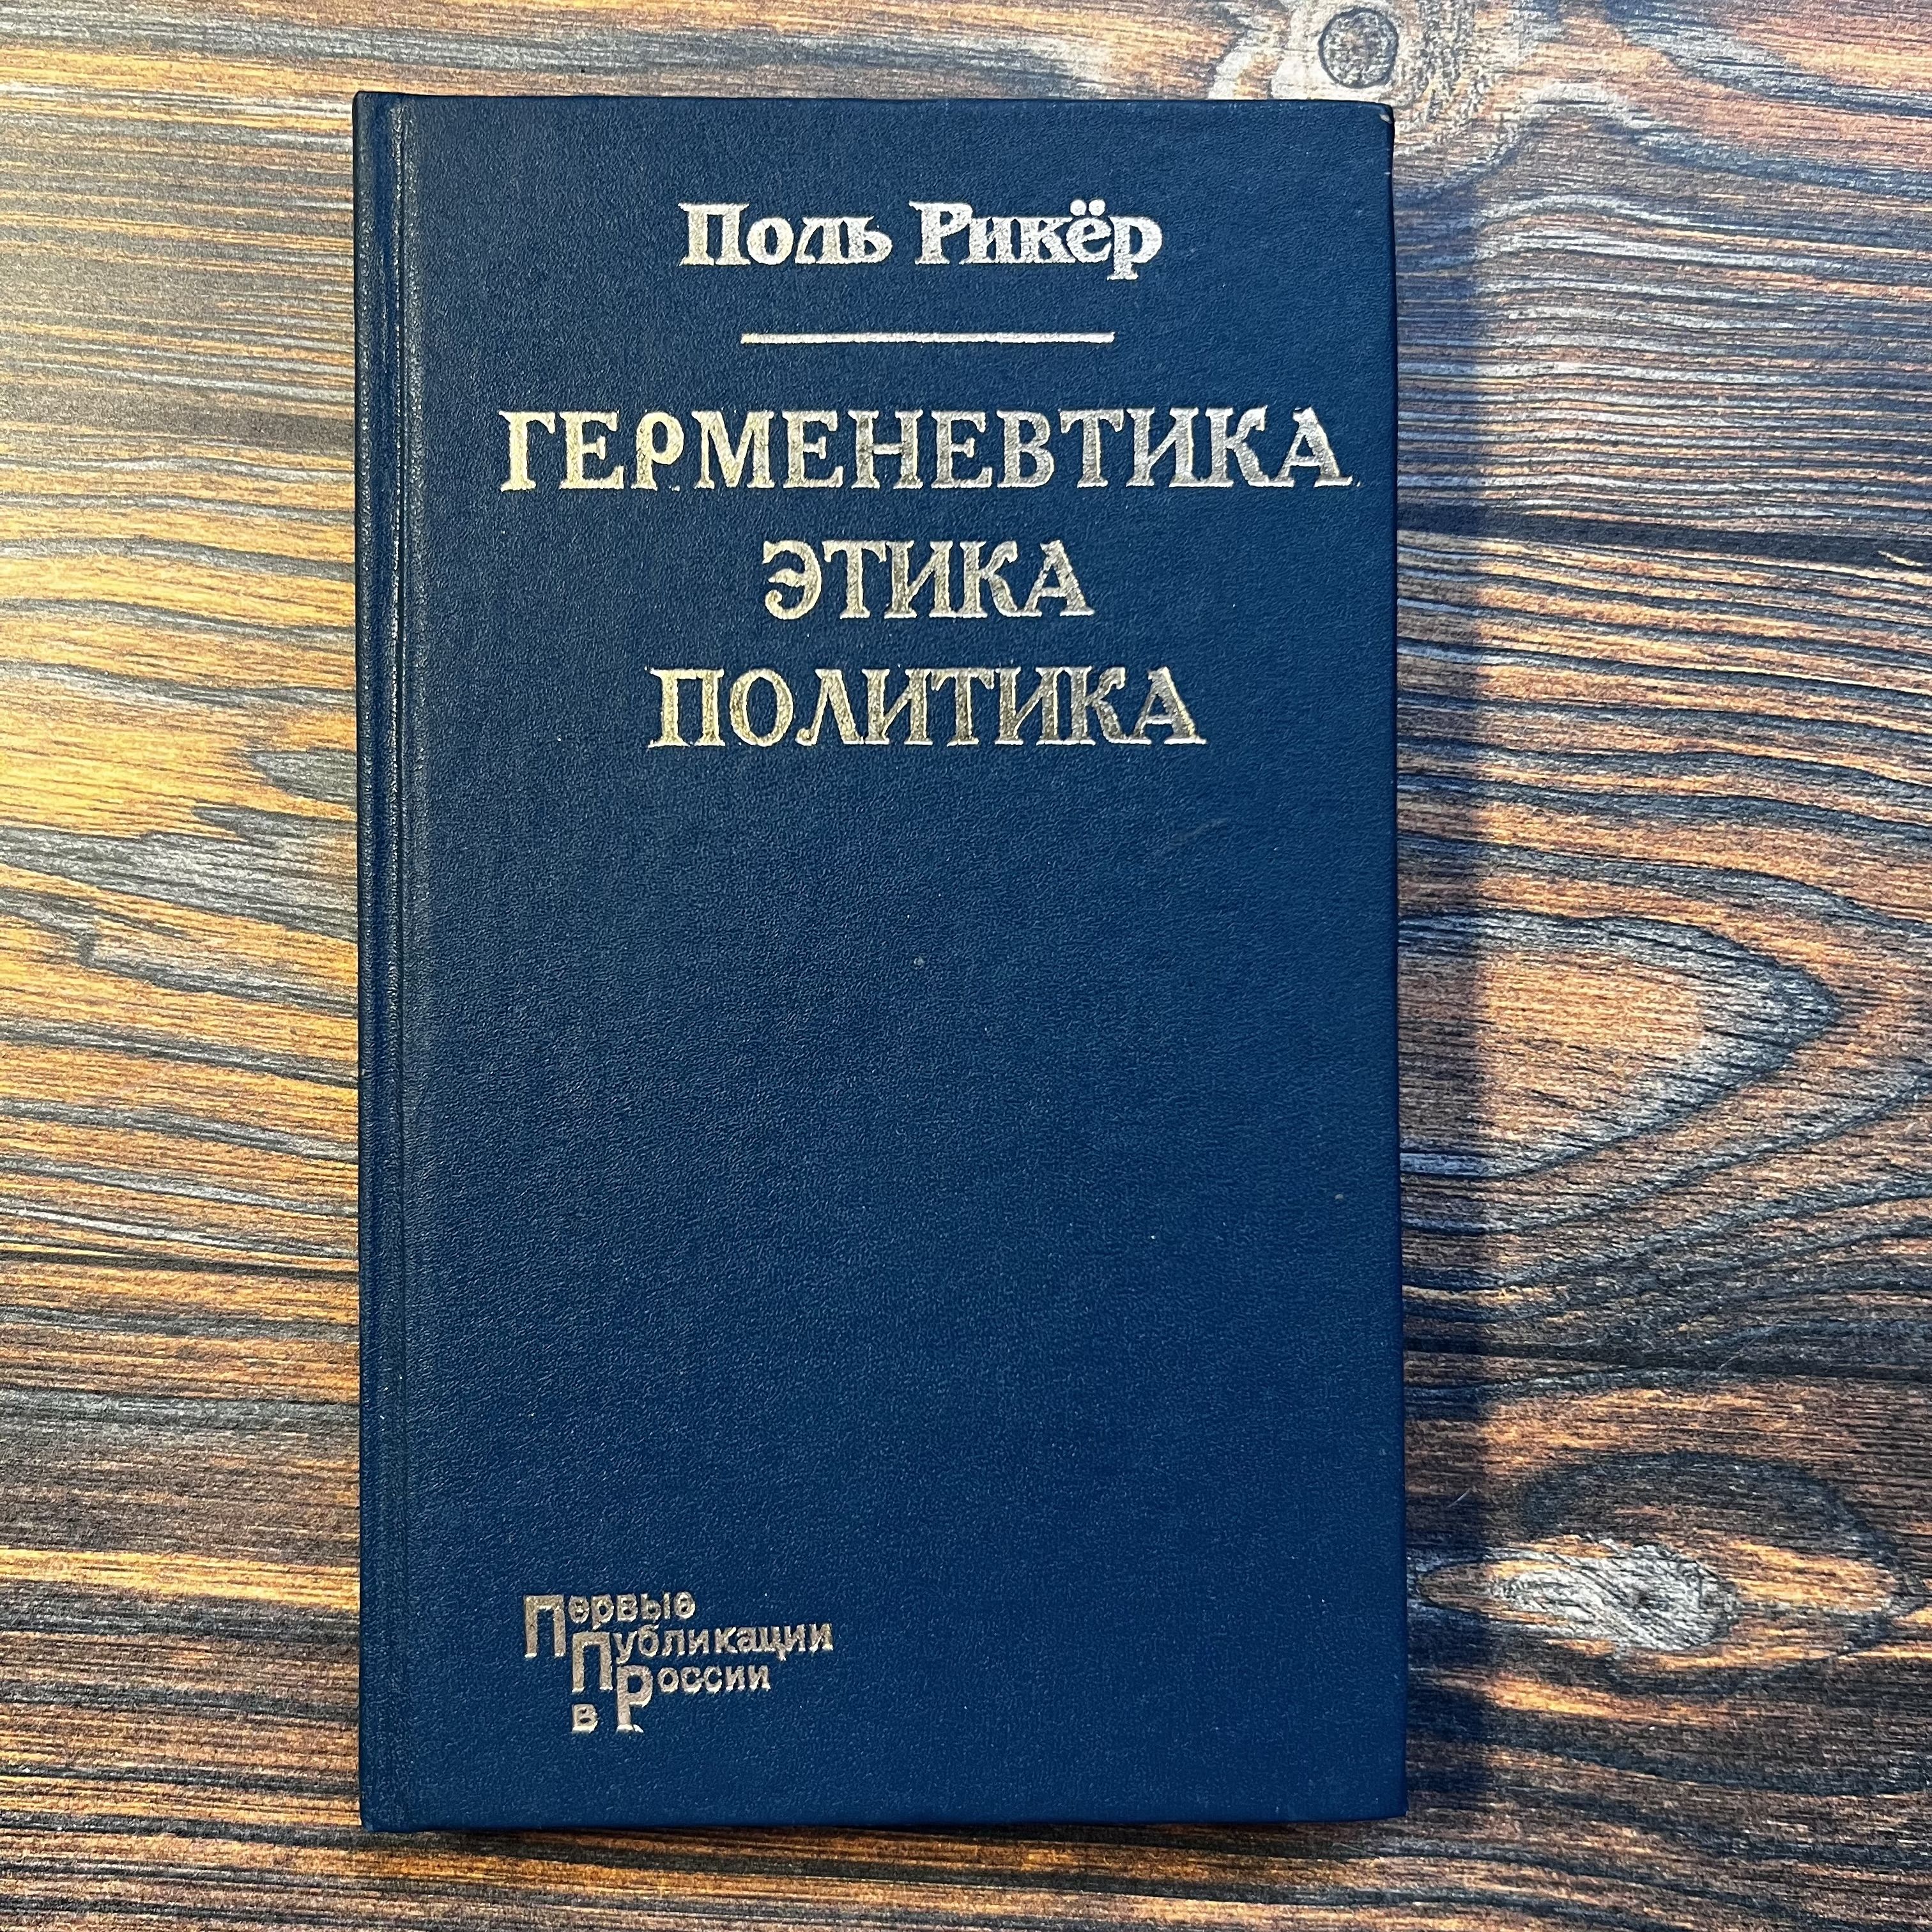 Поль Рикёр
ГЕРМЕНЕВТИКА
ЭТИКА
ПОЛИТИКА
Первые
Публикации
в России